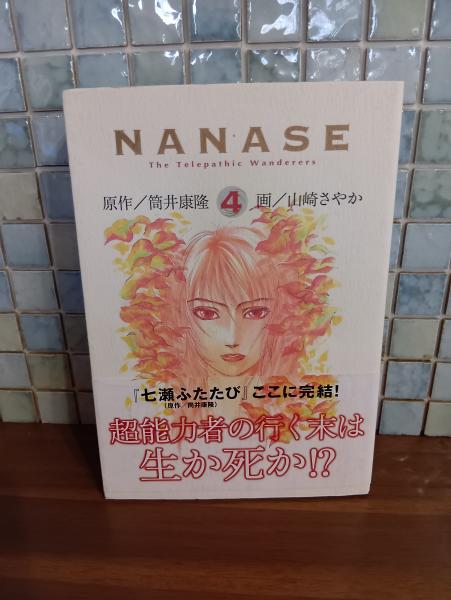 NANASE
The Telepathic Wanderers
原作／筒井康隆 4 画／山崎さやか
『七瀬ふたたび』ここに完結!
(原作／筒井康隆)
超能力者の行く末は
生か死か!?